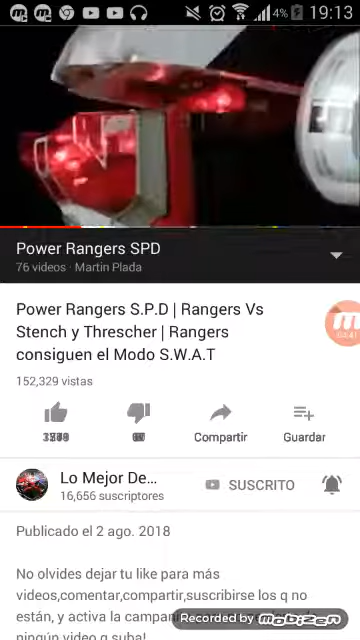 4% 19:13
Power Rangers SPD
76 videos · Martin Plada
Power Rangers S.P.D | Rangers Vs
Stench y Threscher | Rangers
consiguen el Modo S.W.A.T
152,329 vistas
Compartir
Guardar
Lo Mejor De...
16,656 suscriptores
SUSCRITO
Publicado el 2 ago. 2018
No olvides dejar tu like para más
videos,comentar,compartir,suscribirse los q no
están, y activa la
ningún video q suba!
Recorded by mobizen